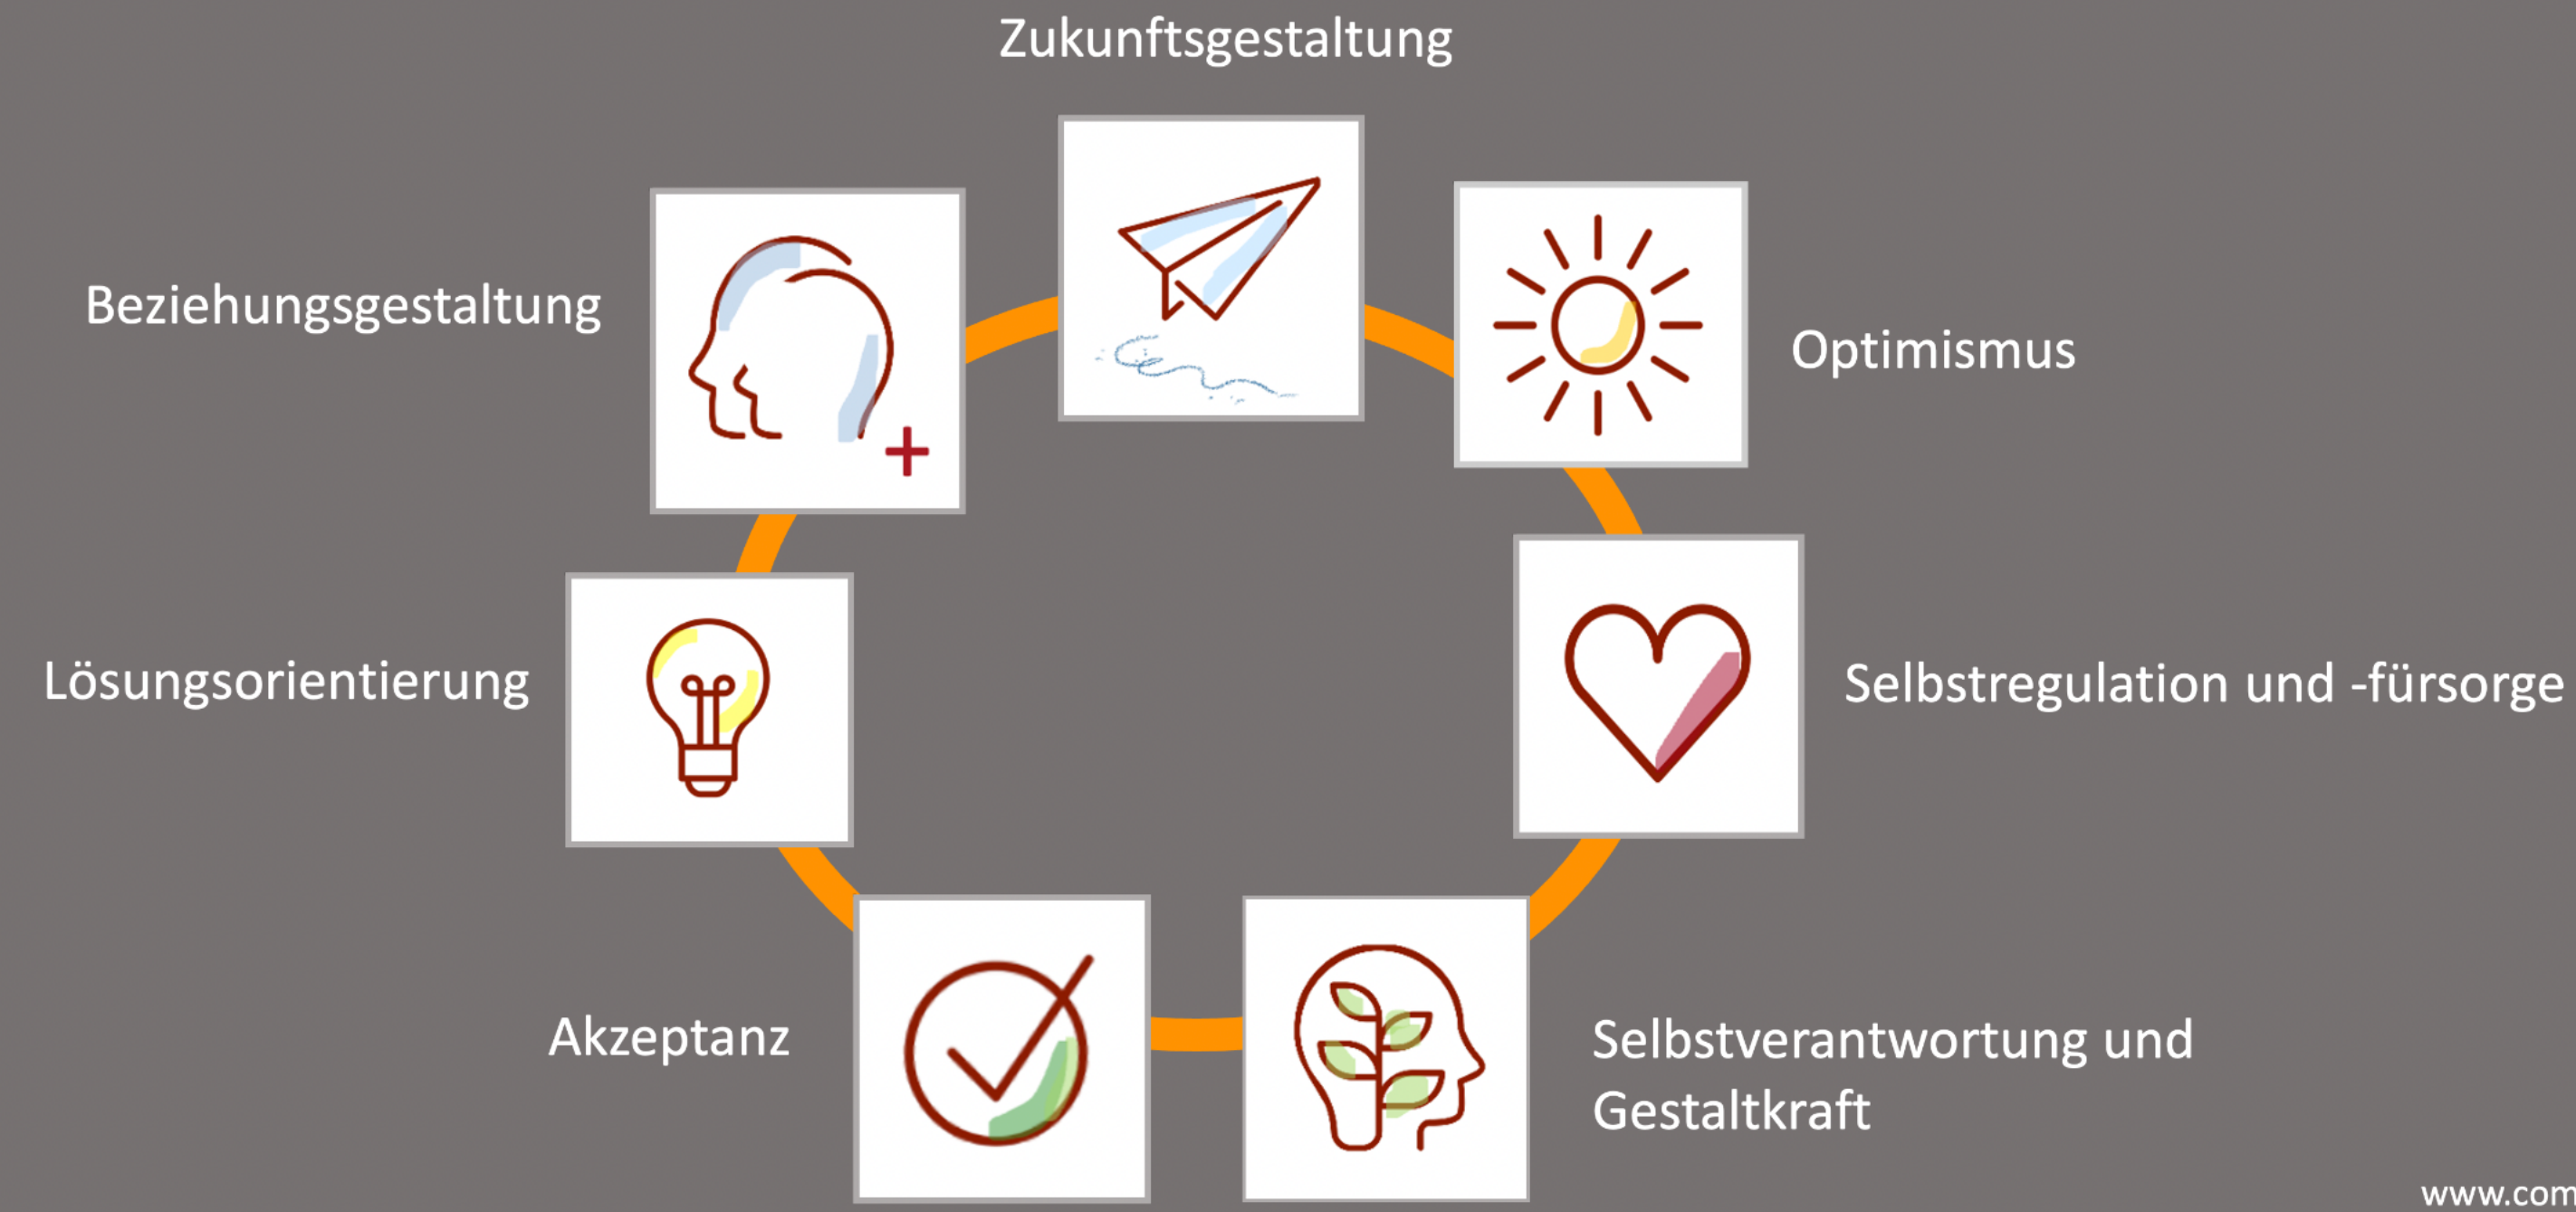 Zukunftsgestaltung
Beziehungsgestaltung
Optimismus
Lösungsorientierung
Selbstregulation und -fürsorge
Akzeptanz
Selbstverantwortung und
Gestaltkraft
www.com